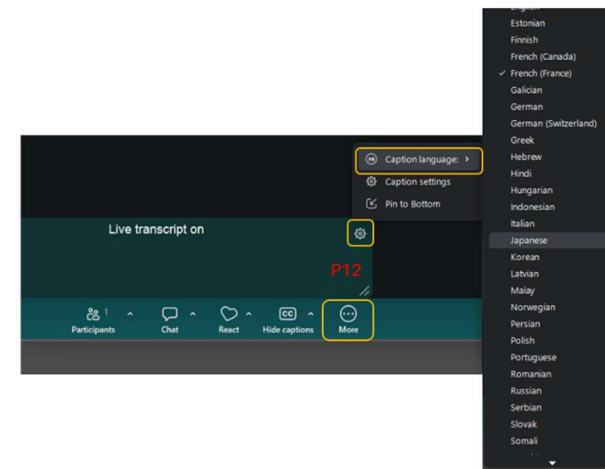 Caption language:
Caption settings
Pin to Bottom
Live transcript on
P12
1
Participants
Chat
React
CC
Hide captions
More
English
Estonian
Finnish
French (Canada)
French (France)
Galician
German
German (Switzerland)
Greek
Hebrew
Hindi
Hungarian
Indonesian
Italian
Japanese
Korean
Latvian
Malay
Norwegian
Persian
Polish
Portuguese
Romanian
Russian
Serbian
Slovak
Somali